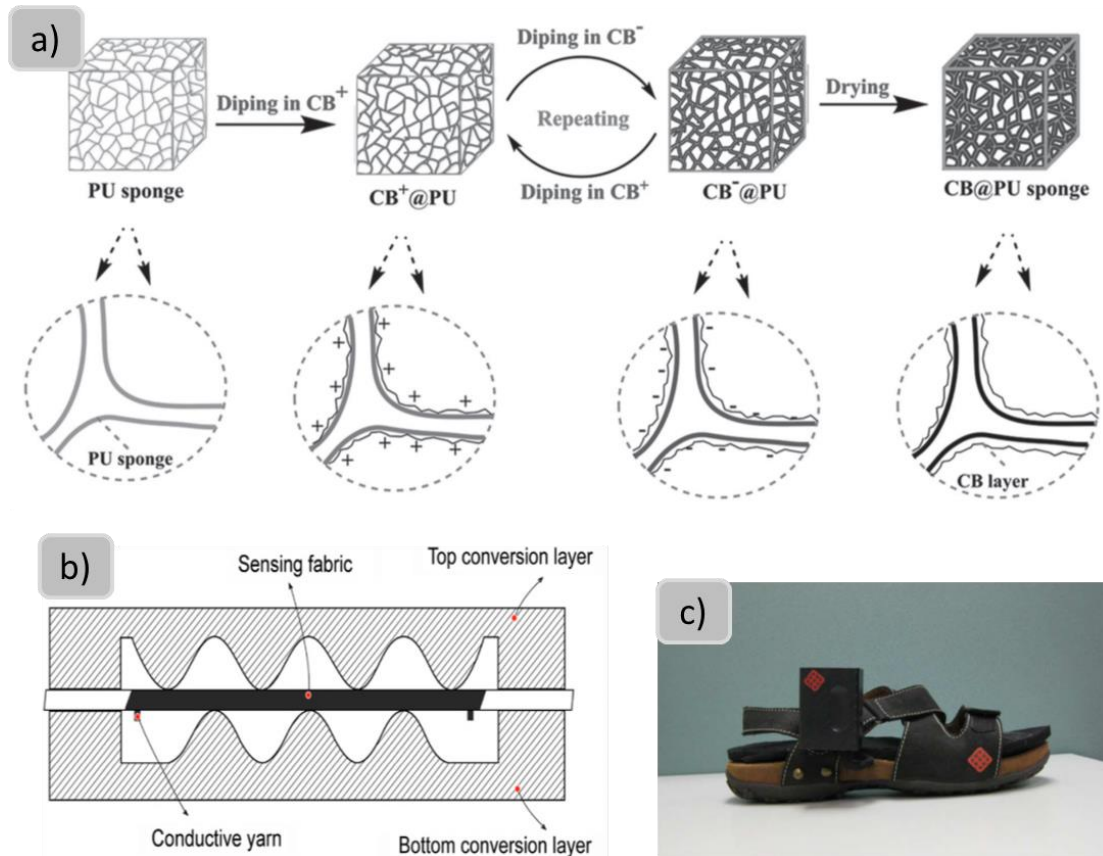 a)
Diping in CB⁻
Diping in CB⁺
Repeating
Drying
Diping in CB⁺
PU sponge
CB⁺@PU
CB⁻@PU
CB@PU sponge
PU sponge
CB layer
b)
Sensing fabric
Top conversion layer
Conductive yarn
Bottom conversion layer
c)